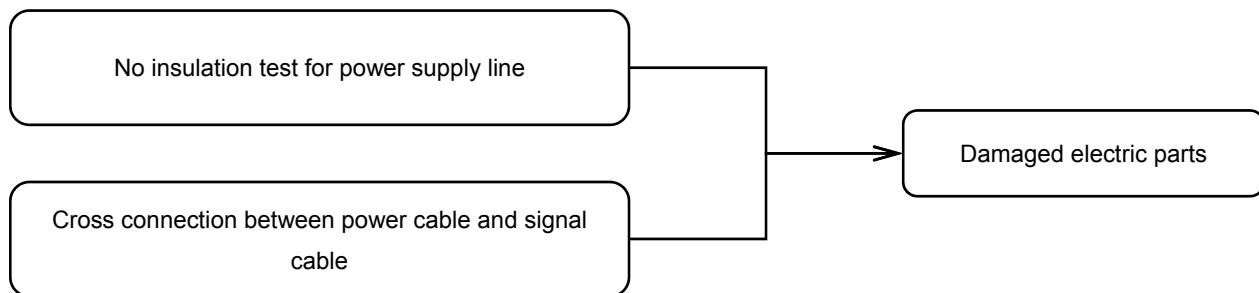 No insulation test for power supply line
Damaged electric parts
Cross connection between power cable and signal
cable